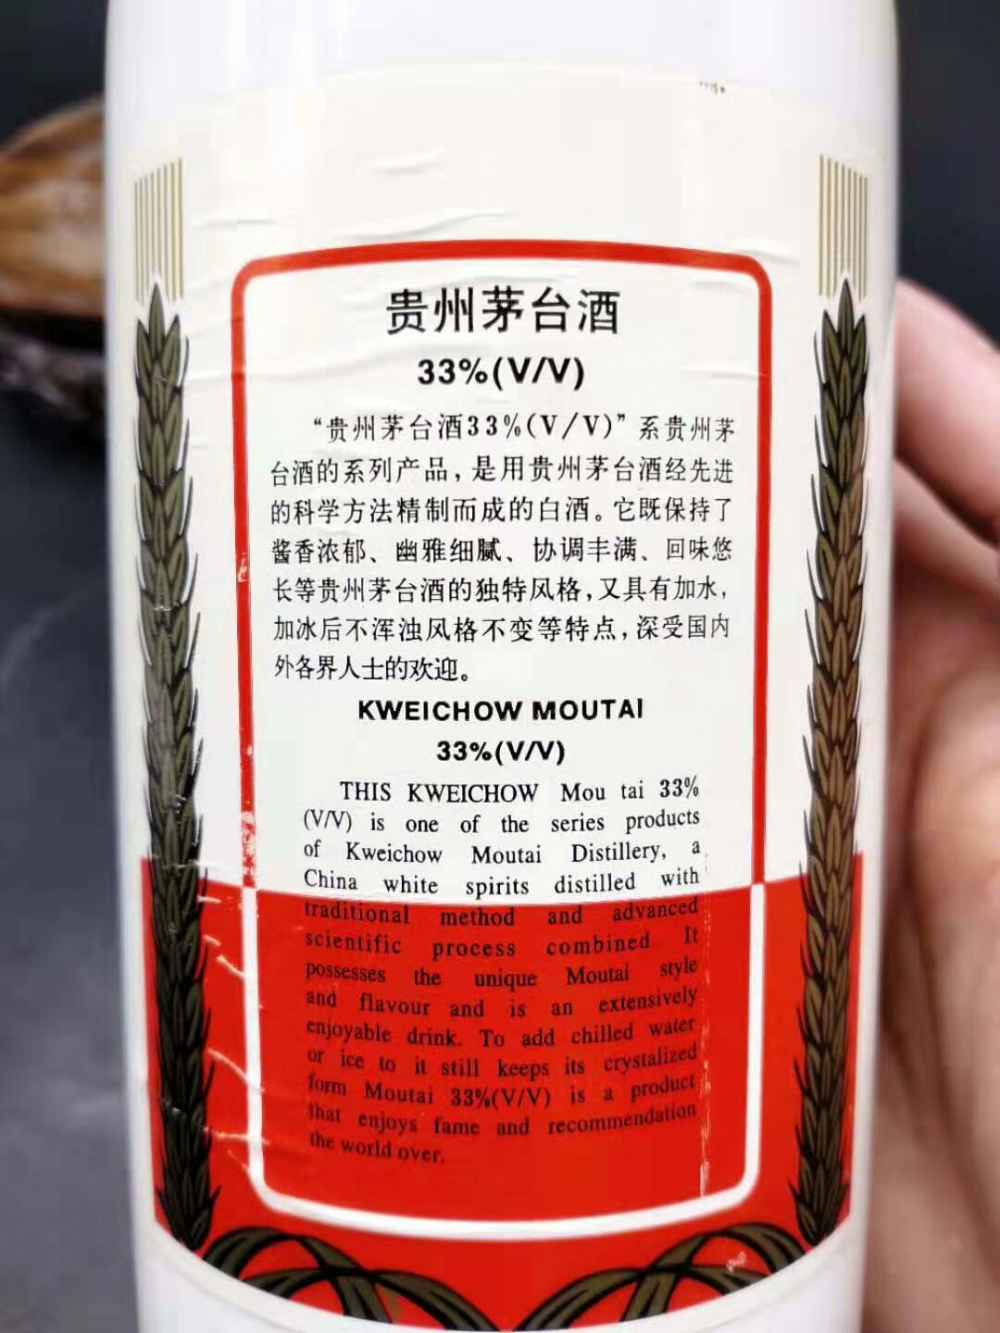 贵州茅台酒
33%(V/V)
“贵州茅台酒33%(V/V)”系贵州茅
台酒的系列产品，是用贵州茅台酒经先进
的科学方法精制而成的白酒。它既保持了
酱香浓郁、幽雅细腻、协调丰满、回味悠
长等贵州茅台酒的独特风格，又具有加水，
加冰后不浑浊风格不变等特点，深受国内
外各界人士的欢迎。
KWEICHOW MOUTAI
33%(V/V)
THIS KWEICHOW Mou tai 33%
(V/V) is one of the series products
of Kweichow Moutai Distillery, a
China white spirits distilled with
traditional method and advanced
scientific process combined It
possesses the unique Moutai style
and flavour and is an extensively
enjoyable drink. To add chilled water
or ice to it still keeps its crystalized
form Moutai 33%(V/V) is a product
that enjoys fame and recommendation
the world over.